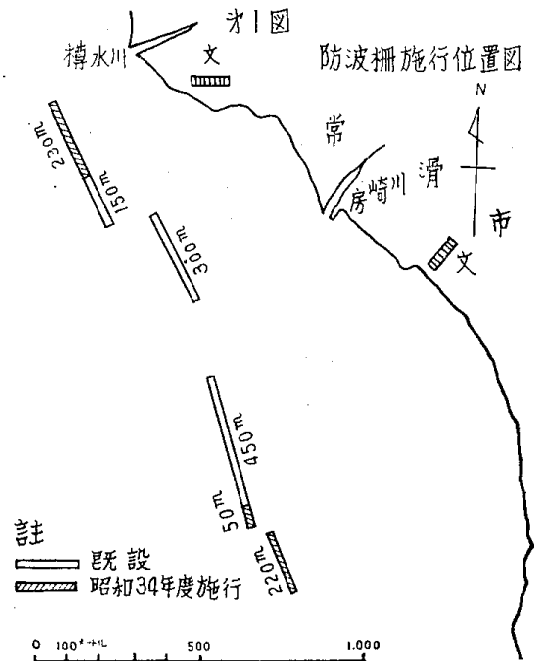 第1図
樽水川
文
防波柵施行位置図
N
常
滑
市
房崎川
文
230m
150m
300m
450m
50m
220m
註
既設
昭和34年度施行
0 100メートル 500 1.000